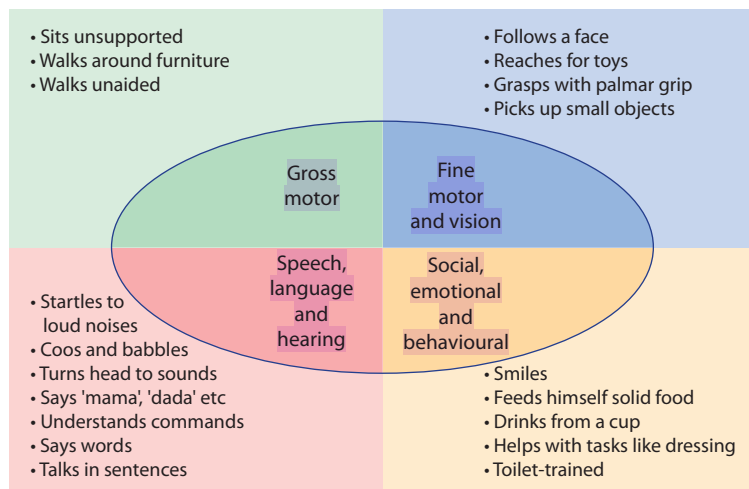 • Sits unsupported
• Walks around furniture
• Walks unaided
• Follows a face
• Reaches for toys
• Grasps with palmar grip
• Picks up small objects
Gross
motor
Fine
motor
and vision
Speech,
language
and
hearing
Social,
emotional
and
behavioural
• Startles to
loud noises
• Coos and babbles
• Turns head to sounds
• Says 'mama', 'dada' etc
• Understands commands
• Says words
• Talks in sentences
• Smiles
• Feeds himself solid food
• Drinks from a cup
• Helps with tasks like dressing
• Toilet-trained